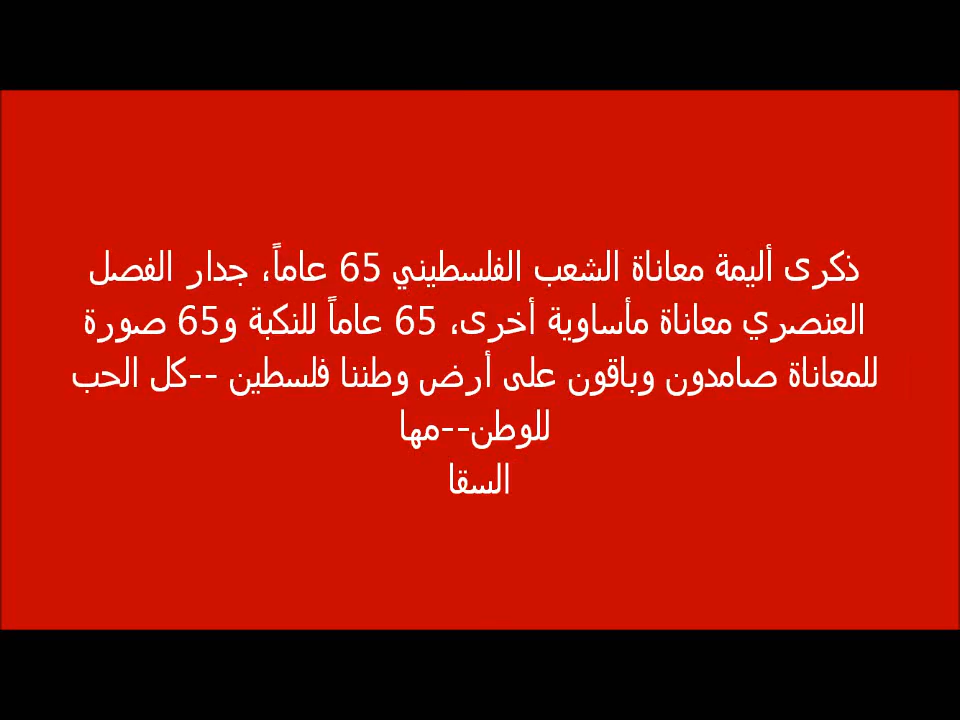 ذكرى أليمة معاناة الشعب الفلسطيني 65 عاماً، جدار الفصل
العنصري معاناة مأساوية أخرى، 65 عاماً للنكبة و65 صورة
للمعاناة صامدون وباقون على أرض وطننا فلسطين --كل الحب
للوطن--مها
السقا